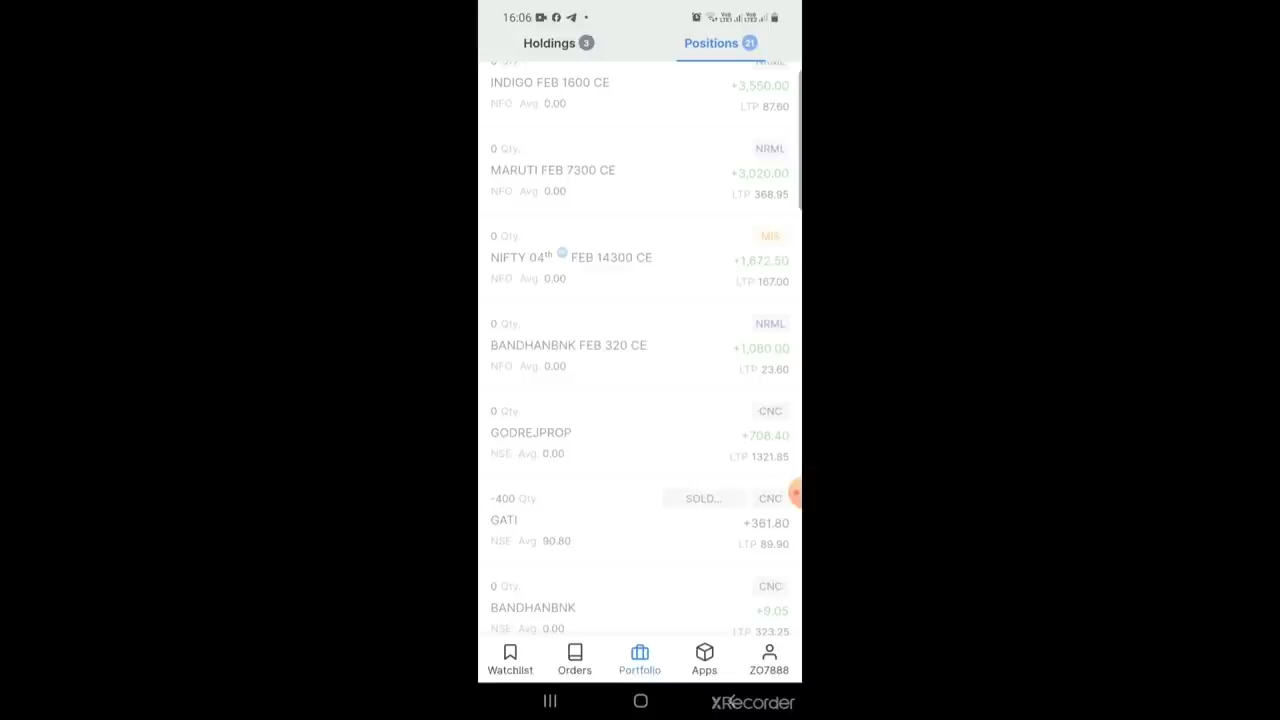 16:06
Holdings 3 Positions 21
0 Qty. NRML
INDIGO FEB 1600 CE +3,550.00
NFO Avg. 0.00 LTP 87.60
0 Qty. NRML
MARUTI FEB 7300 CE +3,020.00
NFO Avg. 0.00 LTP 368.95
0 Qty. MIS
NIFTY 04th FEB 14300 CE +1,672.50
NFO Avg. 0.00 LTP 167.00
0 Qty. NRML
BANDHANBNK FEB 320 CE +1,080.00
NFO Avg. 0.00 LTP 23.60
0 Qty. CNC
GODREJPROP +708.40
NSE Avg. 0.00 LTP 1321.85
-400 Qty. SOLD... CNC
GATI +361.80
NSE Avg. 90.80 LTP 89.90
0 Qty. CNC
BANDHANBNK +9.05
NSE Avg. 0.00 LTP 323.25
Watchlist Orders Portfolio Apps ZO7888
XRecorder